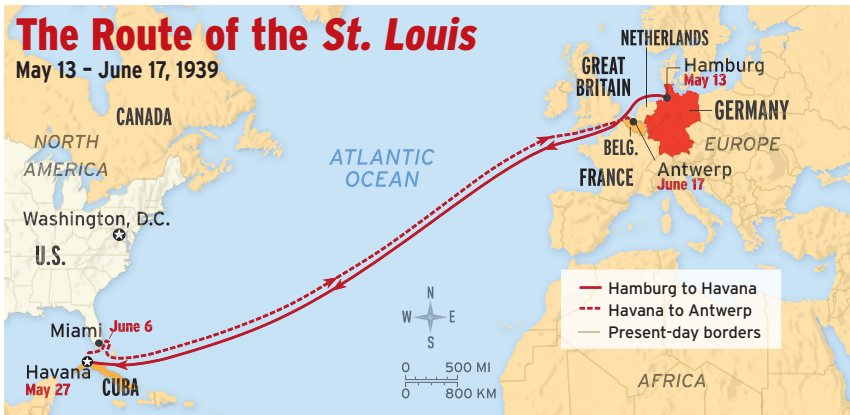 The Route of the St. Louis
May 13 – June 17, 1939
NETHERLANDS
GREAT
BRITAIN
Hamburg
May 13
GERMANY
CANADA
NORTH
AMERICA
ATLANTIC
OCEAN
BELG.
EUROPE
FRANCE
Antwerp
June 17
Washington, D.C.
U.S.
Hamburg to Havana
Havana to Antwerp
Present-day borders
N
W
E
S
Miami
June 6
Havana
May 27
CUBA
0 500 MI
0 800 KM
AFRICA